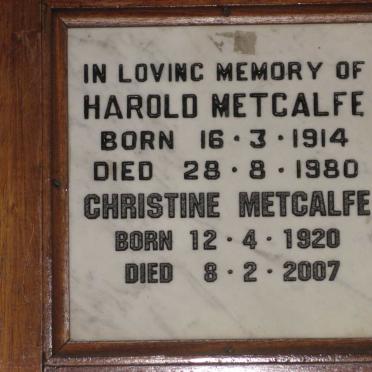 IN LOVING MEMORY OF
HAROLD METCALFE
BORN 16·3·1914
DIED 28·8·1980
CHRISTINE METCALFE
BORN 12·4·1920
DIED 8·2·2007